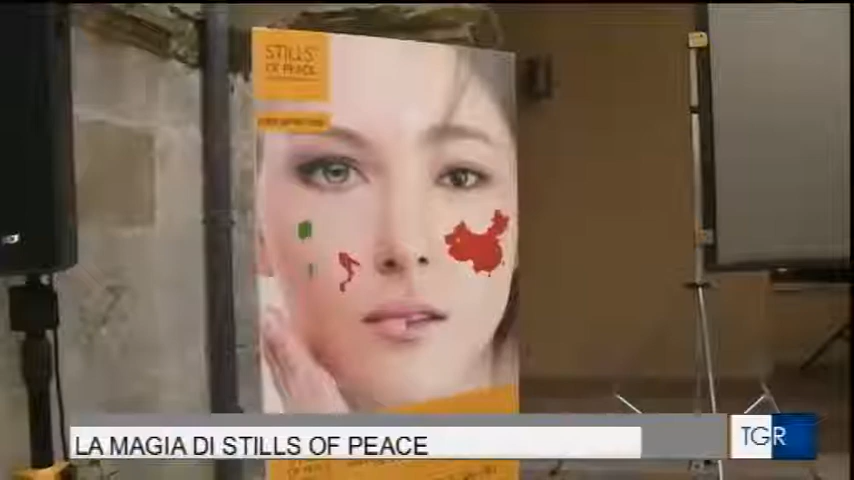 STILLS
OF PEACE
LA MAGIA DI STILLS OF PEACE
TGR